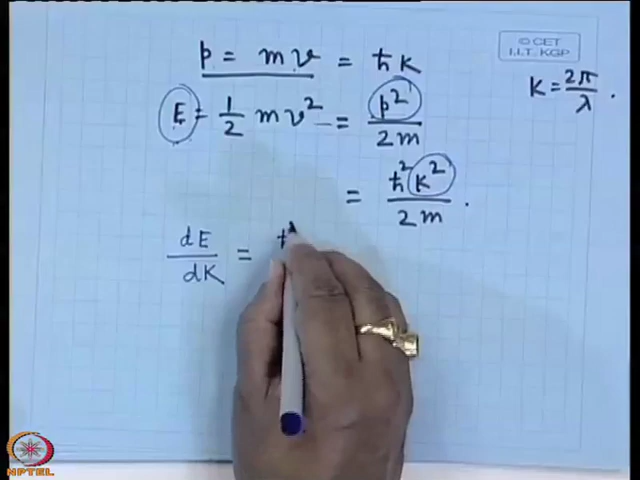 © CET
I.I.T. KGP
p = mv = ħk
k = 2π/λ .
E = 1/2 mv² = p²/2m
= ħ²k²/2m .
dE/dk = ħ
NPTEL